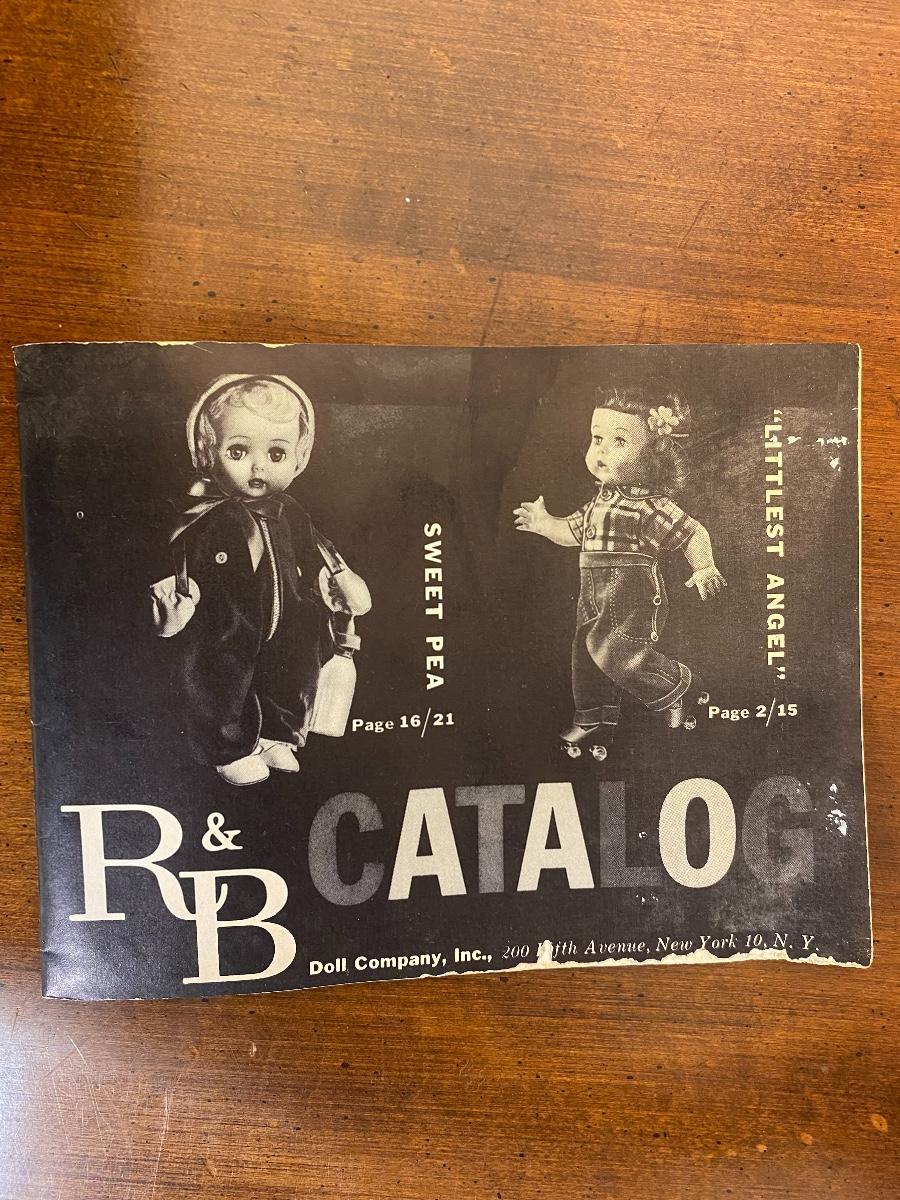 SWEET PEA
Page 16/21
"LITTLEST ANGEL"
Page 2/15
R & B
CATALOG
Doll Company, Inc., 200 Fifth Avenue, New York 10, N. Y.